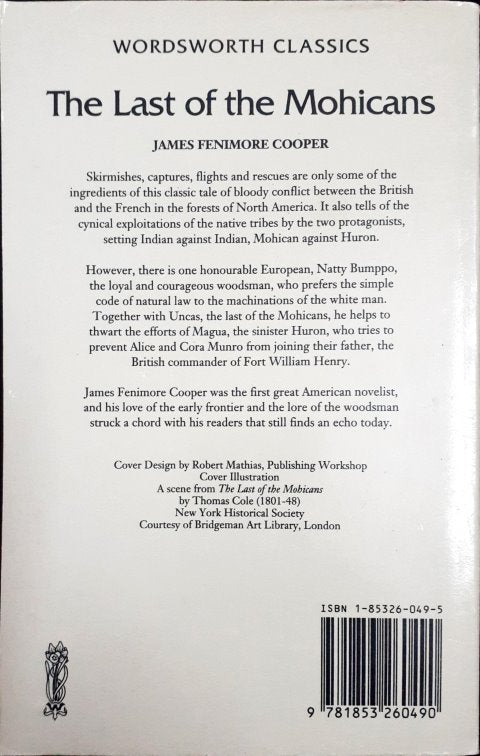 WORDSWORTH CLASSICS
The Last of the Mohicans
JAMES FENIMORE COOPER
Skirmishes, captures, flights and rescues are only some of the
ingredients of this classic tale of bloody conflict between the British
and the French in the forests of North America. It also tells of the
cynical exploitations of the native tribes by the two protagonists,
setting Indian against Indian, Mohican against Huron.
However, there is one honourable European, Natty Bumppo,
the loyal and courageous woodsman, who prefers the simple
code of natural law to the machinations of the white man.
Together with Uncas, the last of the Mohicans, he helps to
thwart the efforts of Magua, the sinister Huron, who tries to
prevent Alice and Cora Munro from joining their father, the
British commander of Fort William Henry.
James Fenimore Cooper was the first great American novelist,
and his love of the early frontier and the lore of the woodsman
struck a chord with his readers that still finds an echo today.
Cover Design by Robert Mathias, Publishing Workshop
Cover Illustration
A scene from The Last of the Mohicans
by Thomas Cole (1801-48)
New York Historical Society
Courtesy of Bridgeman Art Library, London
ISBN 1-85326-049-5
9 781853 260490
W